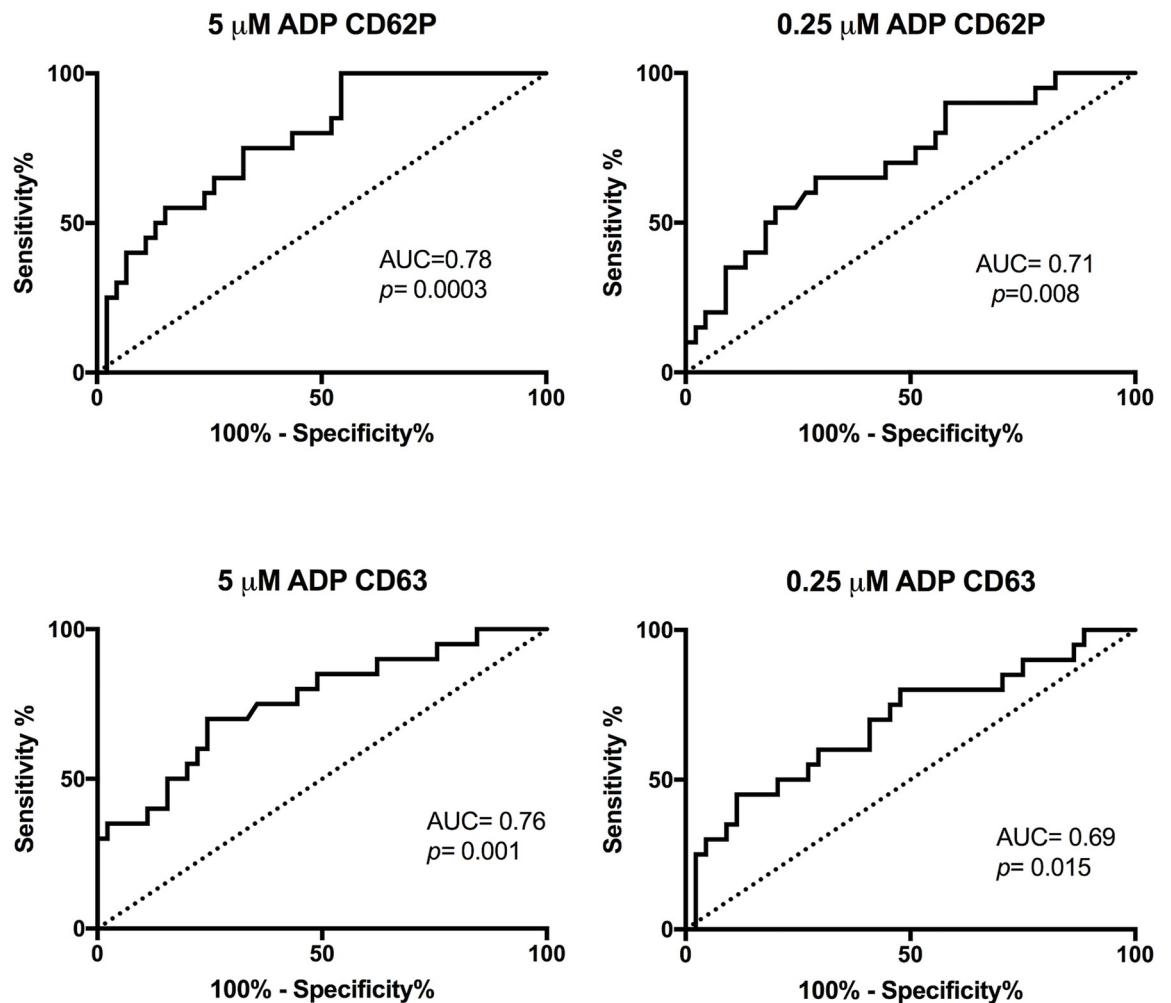 5 μM ADP CD62P
100
50
0
Sensitivity%
AUC=0.78
p= 0.0003
0
50
100
100% - Specificity%
0.25 μM ADP CD62P
100
50
0
Sensitivity %
AUC= 0.71
p=0.008
0
50
100
100% - Specificity%
5 μM ADP CD63
100
50
0
Sensitivity %
AUC= 0.76
p= 0.001
0
50
100
100% - Specificity%
0.25 μM ADP CD63
100
50
0
Sensitivity %
AUC= 0.69
p= 0.015
0
50
100
100% - Specificity%